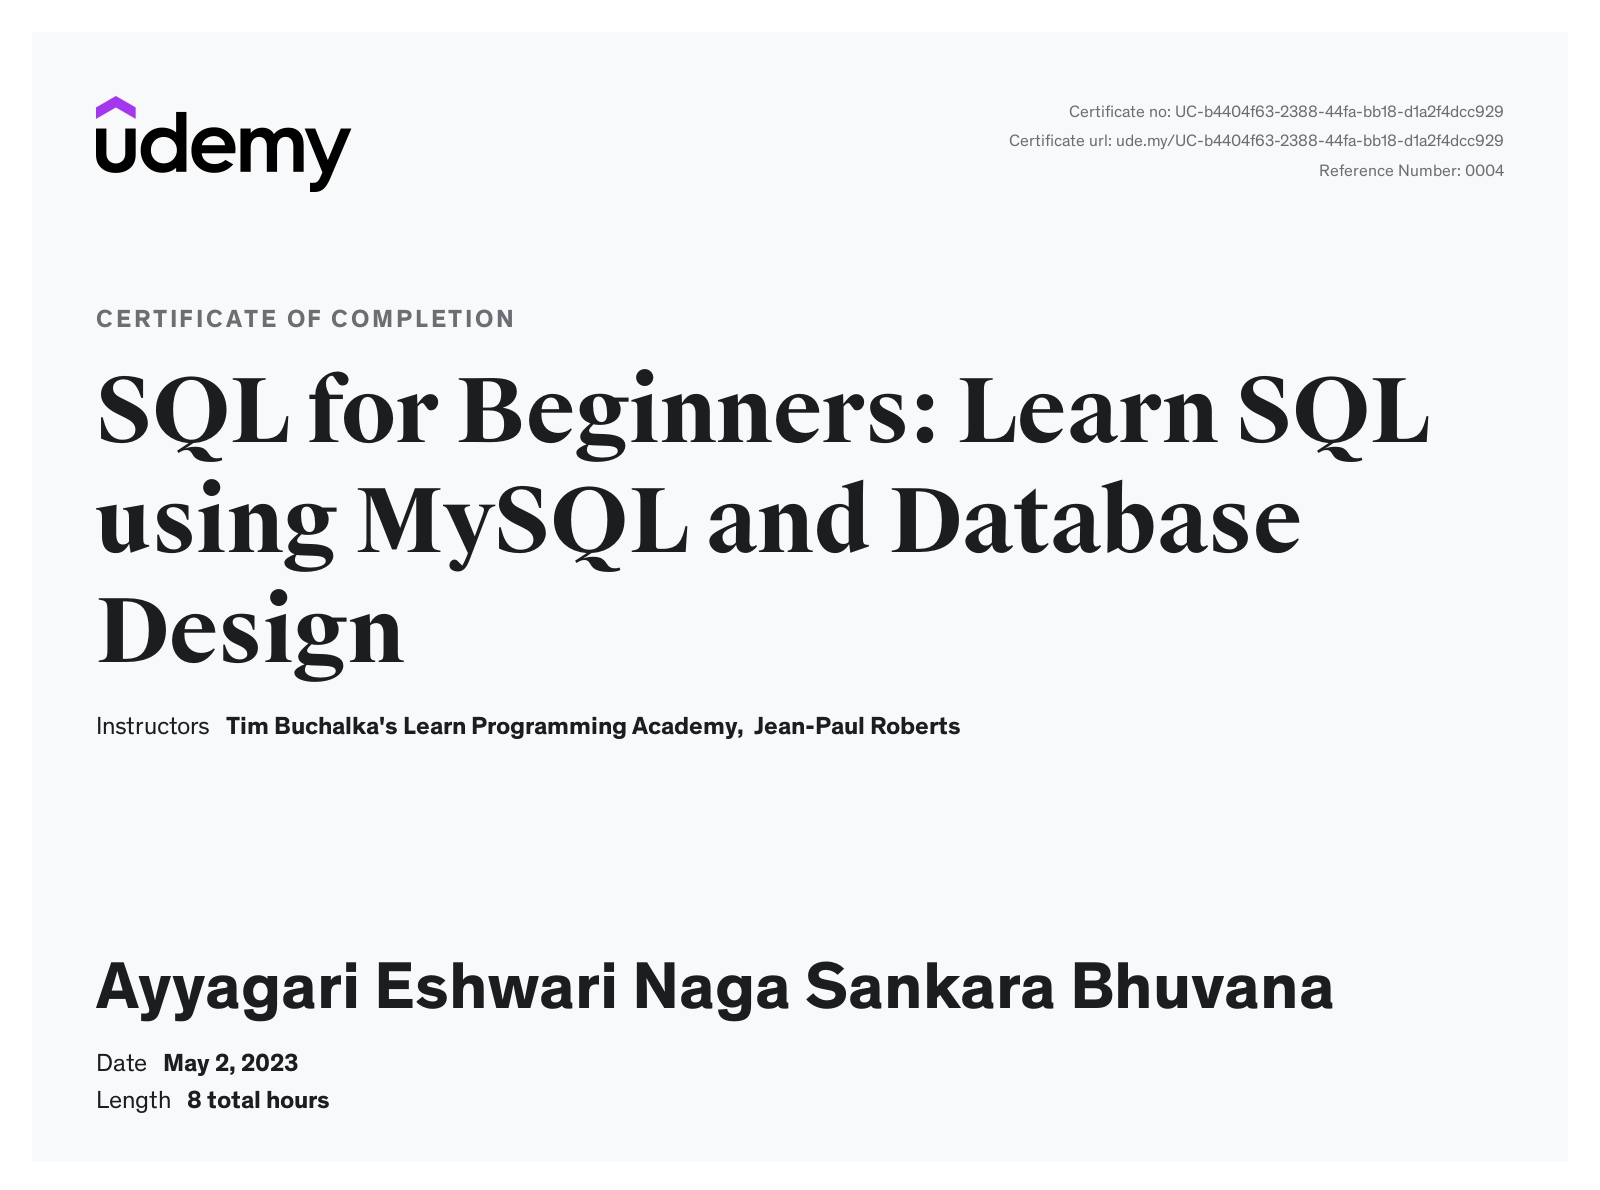 udemy
Certificate no: UC-b4404f63-2388-44fa-bb18-d1a2f4dcc929
Certificate url: ude.my/UC-b4404f63-2388-44fa-bb18-d1a2f4dcc929
Reference Number: 0004
CERTIFICATE OF COMPLETION
SQL for Beginners: Learn SQL
using MySQL and Database
Design
Instructors Tim Buchalka's Learn Programming Academy, Jean-Paul Roberts
Ayyagari Eshwari Naga Sankara Bhuvana
Date May 2, 2023
Length 8 total hours